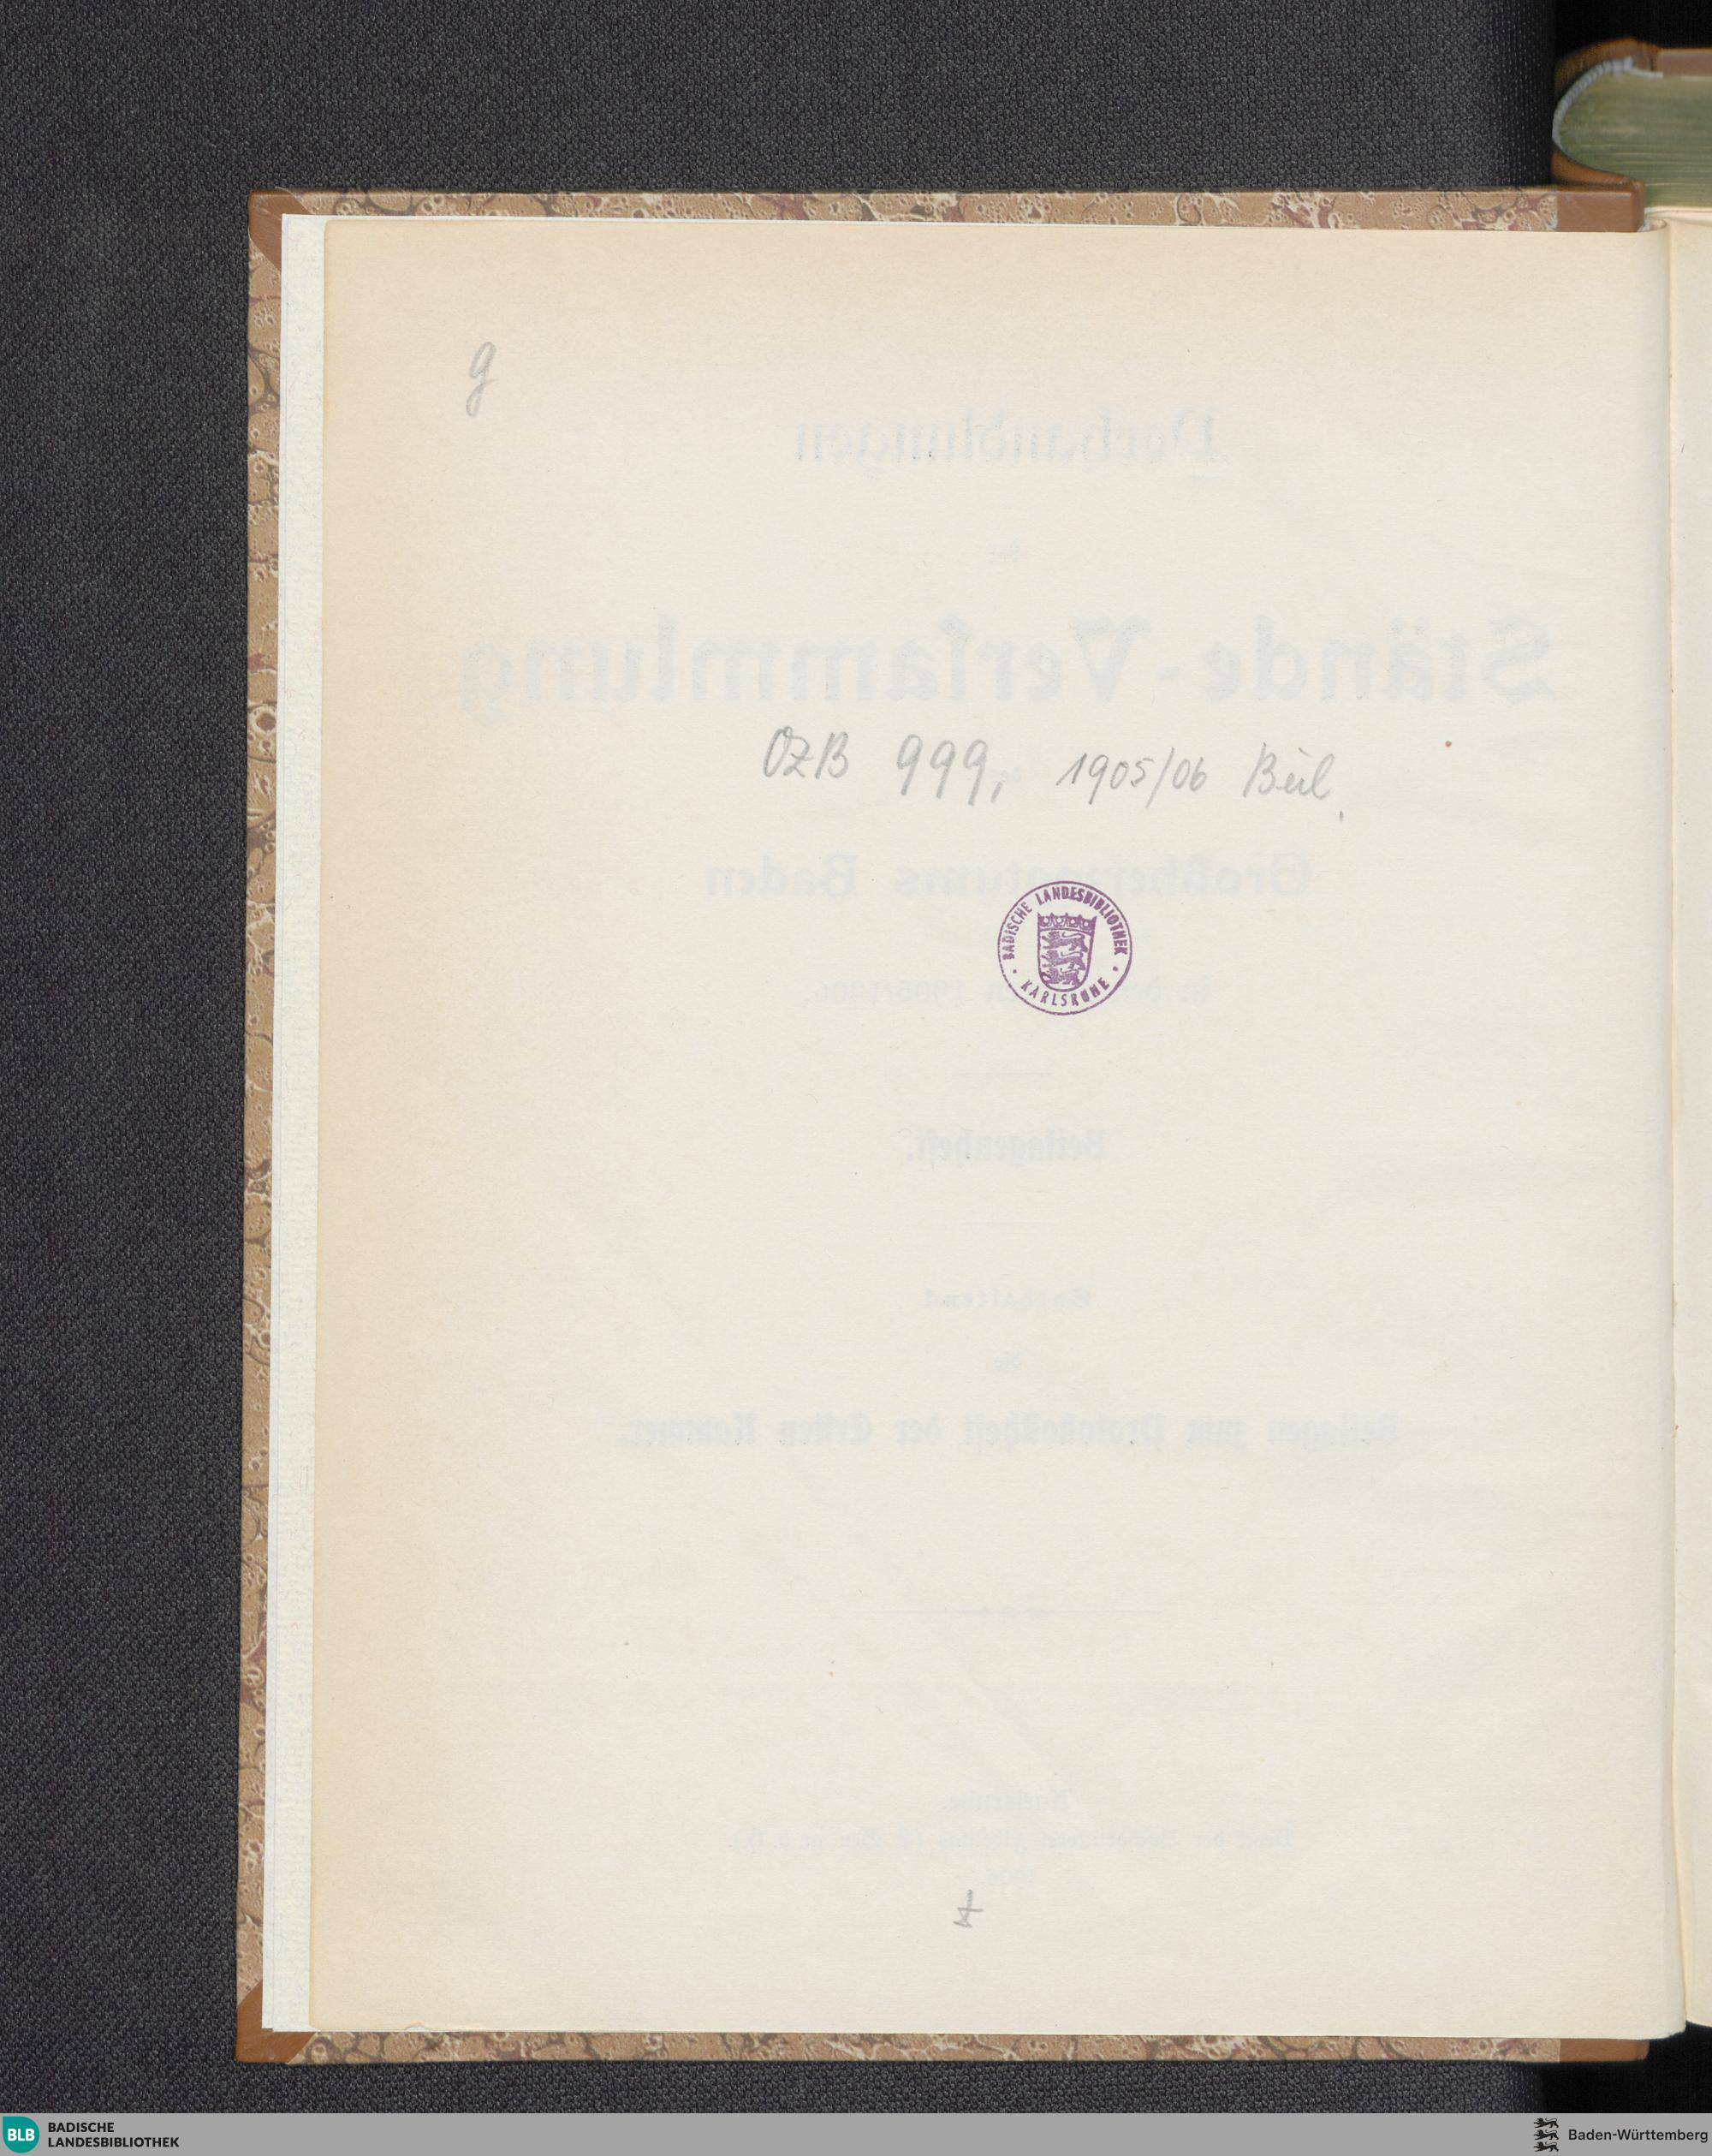 g
Verhandlungen
der
Stände-Versammlung
OZB 999, 1905/06 Beil.
Großherzogtums Baden
BADISCHE LANDESBIBLIOTHEK
KARLSRUHE
1905/1906.
Beilagenheft.
Enthaltend
die
Beilagen zum Protokollheft der Ersten Kammer.
Karlsruhe.
BLB BADISCHE
LANDESBIBLIOTHEK
Baden-Württemberg